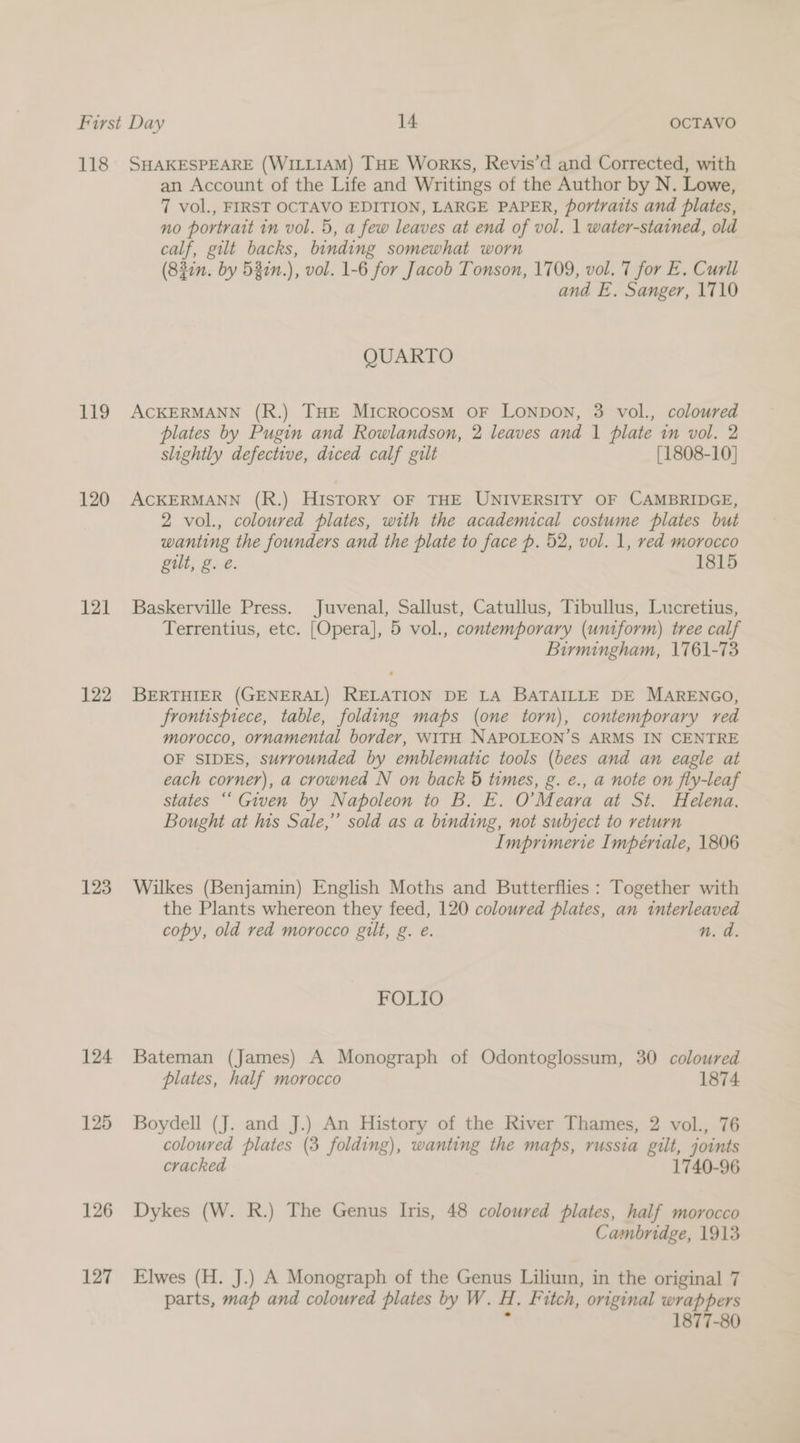 First Day 14 OCTAVO
118 SHAKESPEARE (WILLIAM) THE WORKS, Revis'd and Corrected, with
an Account of the Life and Writings of the Author by N. Lowe,
7 vol., FIRST OCTAVO EDITION, LARGE PAPER, portraits and plates,
no portrait in vol. 5, a few leaves at end of vol. 1 water-stained, old
calf, gilt backs, binding somewhat worn
(8¾in. by 5⅜in.), vol. 1-6 for Jacob Tonson, 1709, vol. 7 for E. Curll
and E. Sanger, 1710
QUARTO
119 ACKERMANN (R.) THE MICROCOSM OF LONDON, 3 vol., coloured
plates by Pugin and Rowlandson, 2 leaves and 1 plate in vol. 2
slightly defective, diced calf gilt [1808-10]
120 ACKERMANN (R.) HISTORY OF THE UNIVERSITY OF CAMBRIDGE,
2 vol., coloured plates, with the academical costume plates but
wanting the founders and the plate to face p. 52, vol. 1, red morocco
gilt, g. e. 1815
121 Baskerville Press. Juvenal, Sallust, Catullus, Tibullus, Lucretius,
Terrentius, etc. [Opera], 5 vol., contemporary (uniform) tree calf
Birmingham, 1761-73
122 BERTHIER (GENERAL) RELATION DE LA BATAILLE DE MARENGO,
frontispiece, table, folding maps (one torn), contemporary red
morocco, ornamental border, WITH NAPOLEON'S ARMS IN CENTRE
OF SIDES, surrounded by emblematic tools (bees and an eagle at
each corner), a crowned N on back 5 times, g. e., a note on fly-leaf
states “Given by Napoleon to B. E. O'Meara at St. Helena.
Bought at his Sale,” sold as a binding, not subject to return
Imprimerie Impériale, 1806
123 Wilkes (Benjamin) English Moths and Butterflies : Together with
the Plants whereon they feed, 120 coloured plates, an interleaved
copy, old red morocco gilt, g. e. n. d.
FOLIO
124 Bateman (James) A Monograph of Odontoglossum, 30 coloured
plates, half morocco 1874
125 Boydell (J. and J.) An History of the River Thames, 2 vol., 76
coloured plates (3 folding), wanting the maps, russia gilt, joints
cracked 1740-96
126 Dykes (W. R.) The Genus Iris, 48 coloured plates, half morocco
Cambridge, 1913
127 Elwes (H. J.) A Monograph of the Genus Lilium, in the original 7
parts, map and coloured plates by W. H. Fitch, original wrappers
1877-80